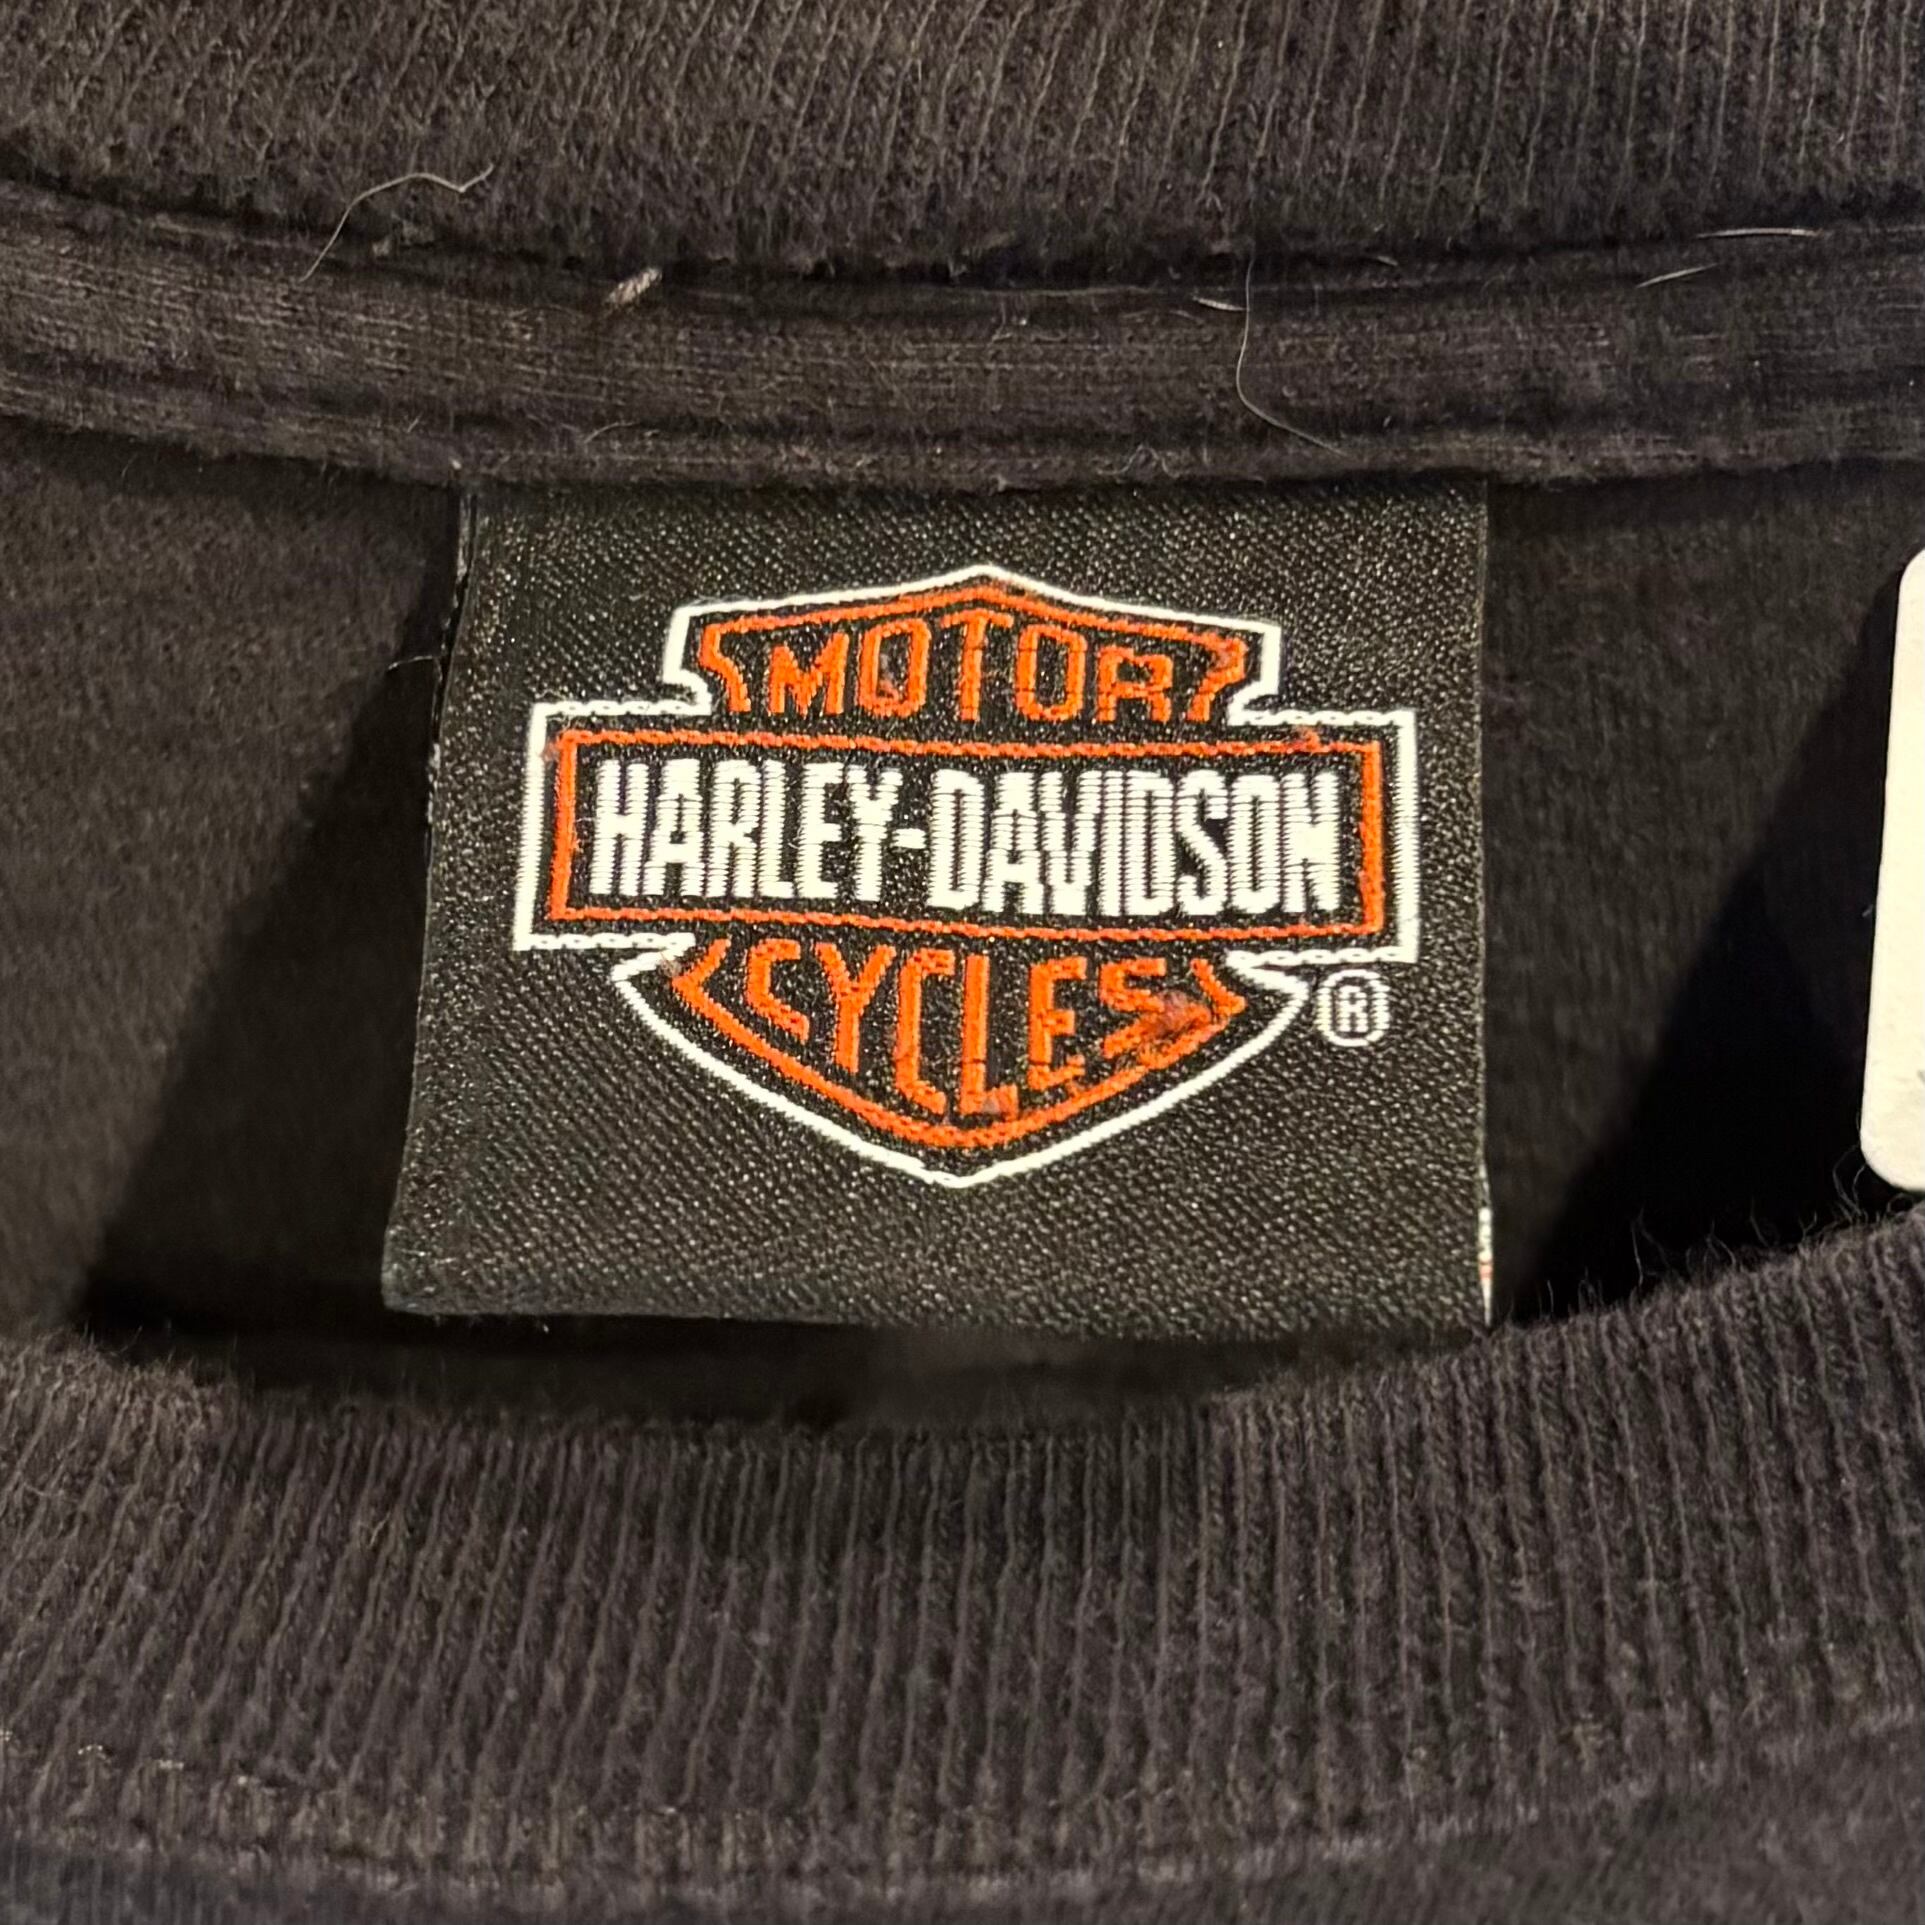 MOTOR
HARLEY-DAVIDSON
CYCLES
®